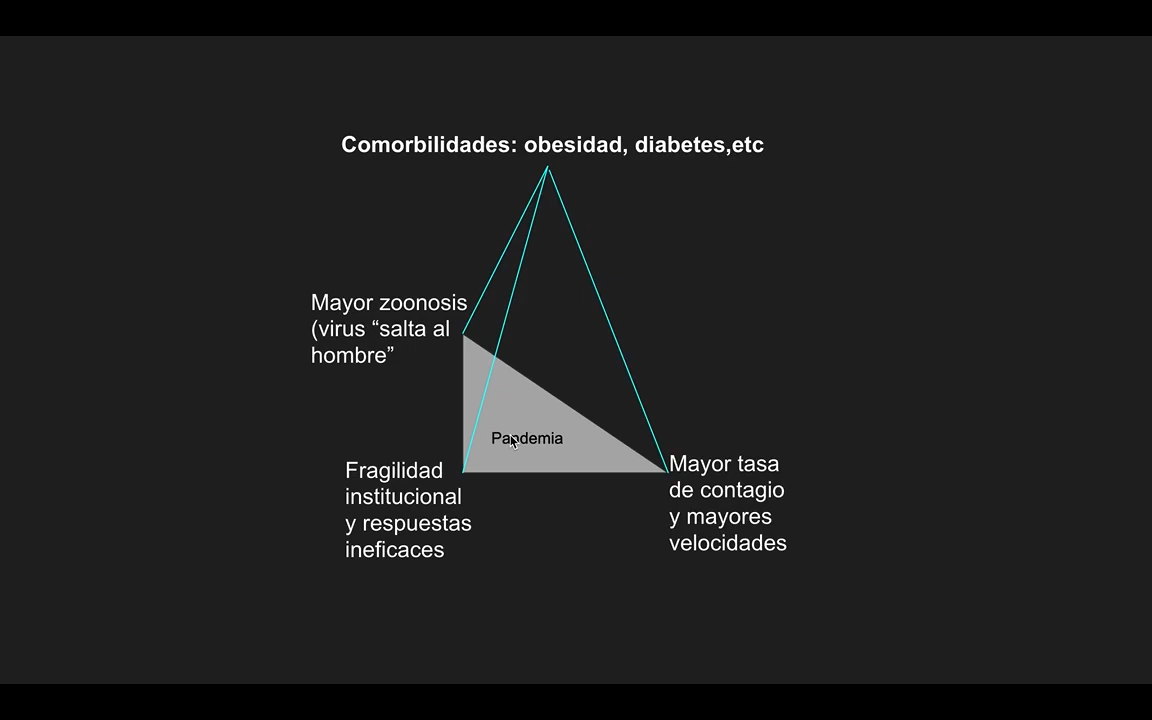 Comorbilidades: obesidad, diabetes,etc
Mayor zoonosis
(virus “salta al
hombre”
Pandemia
Fragilidad
institucional
y respuestas
ineficaces
Mayor tasa
de contagio
y mayores
velocidades